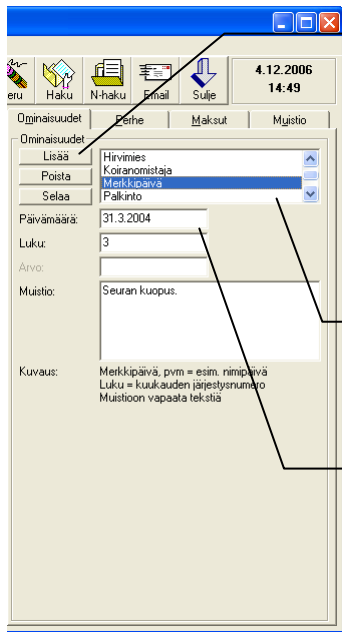 eru Haku N-haku Email Sulje
4.12.2006
14:49
Ominaisuudet Perhe Maksut Muistio
Ominaisuudet
Lisää
Poista
Selaa
Hirvimies
Koiranomistaja
Merkkipäivä
Palkinto
Päivämäärä: 31.3.2004
Luku: 3
Arvo:
Muistio: Seuran kuopus.
Kuvaus: Merkkipäivä, pvm = esim. nimipäivä
Luku = kuukauden järjestysnumero
Muistioon vapaata tekstiä